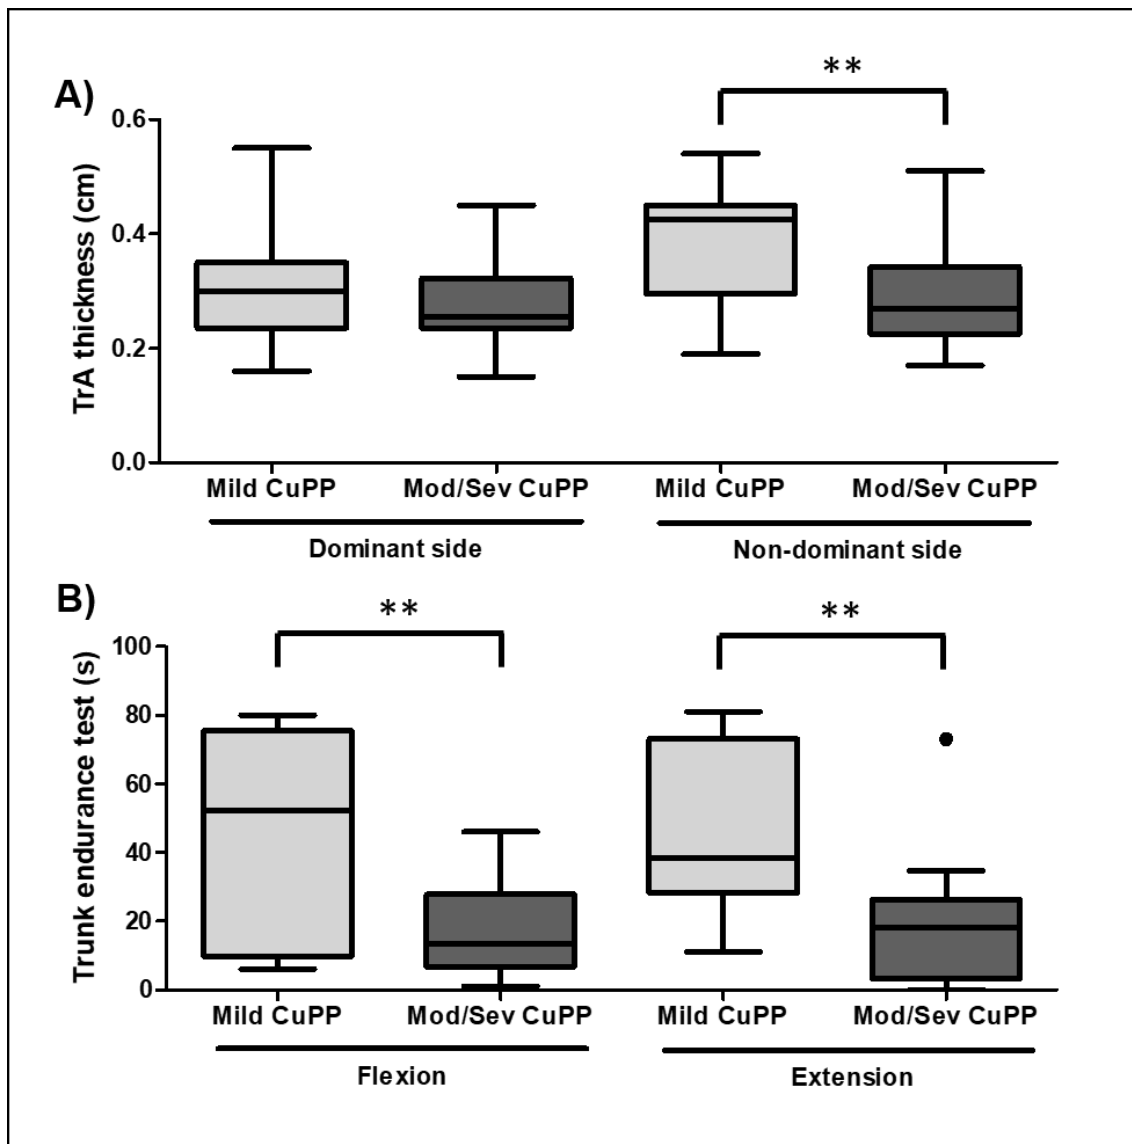 A)
**
TrA thickness (cm)
0.6
0.4
0.2
0.0
Mild CuPP Mod/Sev CuPP Mild CuPP Mod/Sev CuPP
Dominant side Non-dominant side
B)
** **
Trunk endurance test (s)
100
80
60
40
20
0
Mild CuPP Mod/Sev CuPP Mild CuPP Mod/Sev CuPP
Flexion Extension